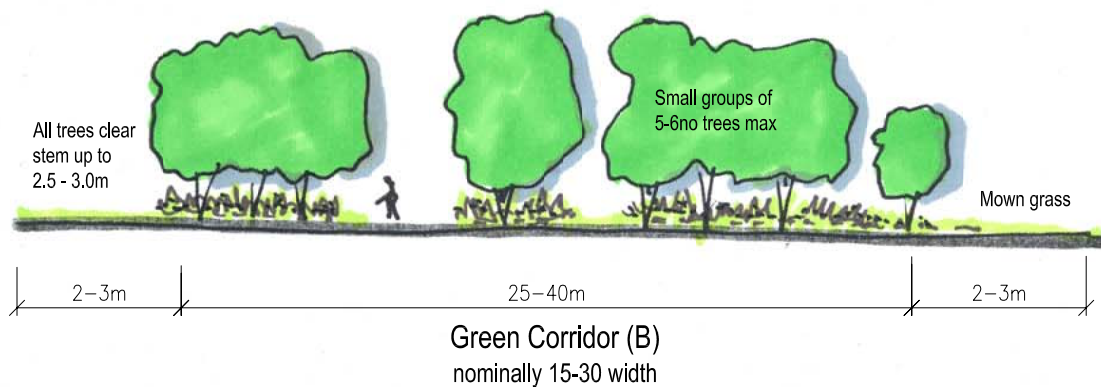 Small groups of
5-6no trees max
All trees clear
stem up to
2.5 - 3.0m
Mown grass
2-3m
25-40m
2-3m
Green Corridor (B)
nominally 15-30 width